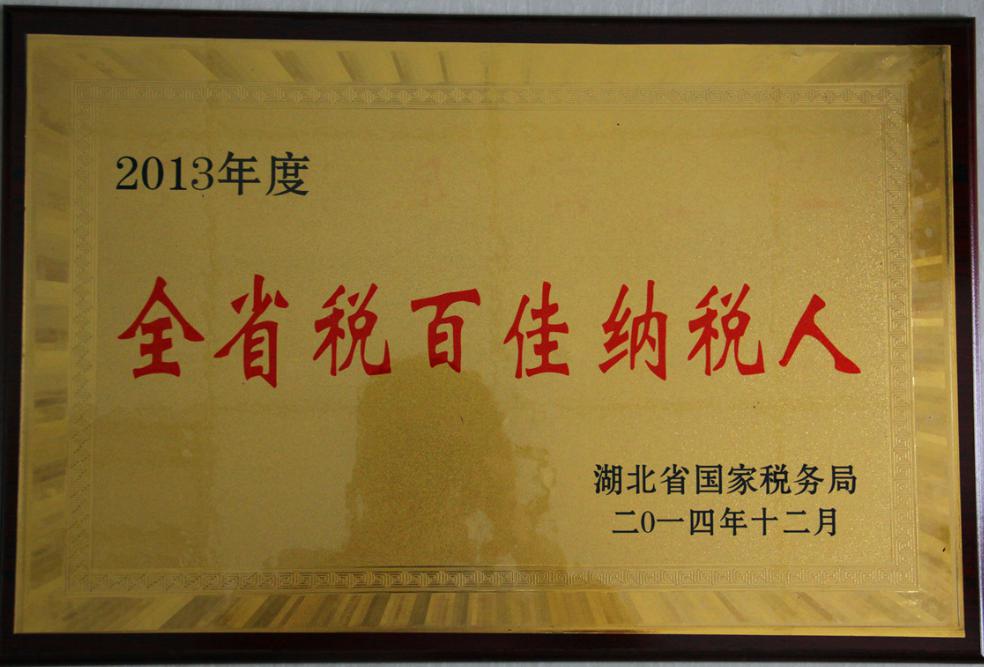 2013年度
全省税百佳纳税人
湖北省国家税务局
二0一四年十二月